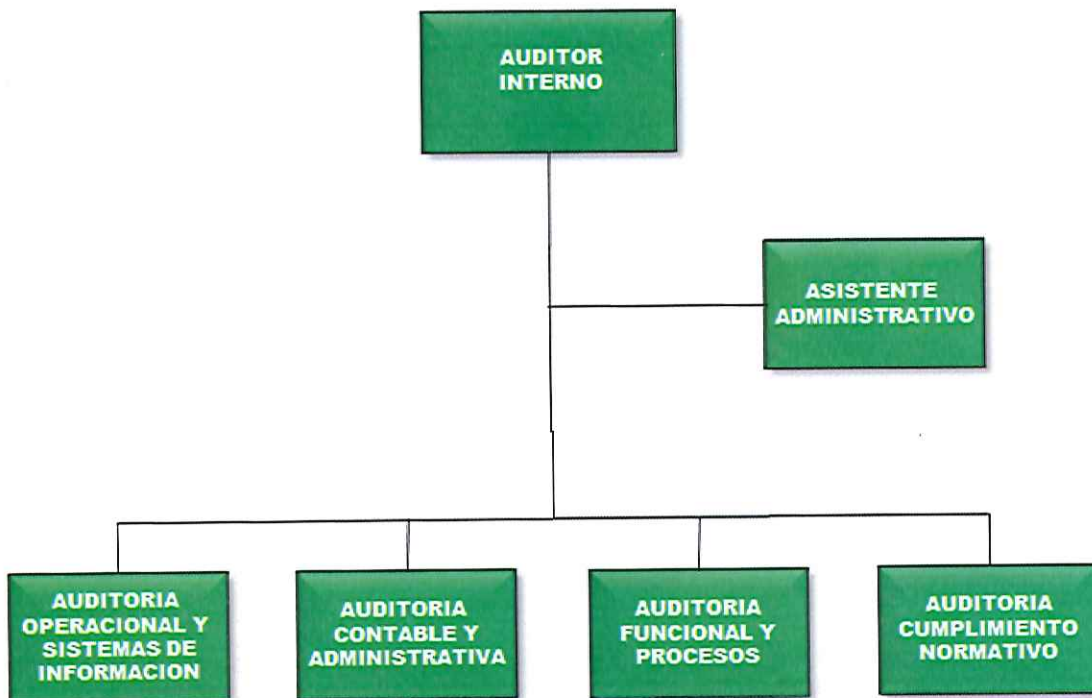 AUDITOR
INTERNO
ASISTENTE
ADMINISTRATIVO
AUDITORIA
OPERACIONAL Y
SISTEMAS DE
INFORMACION
AUDITORIA
CONTABLE Y
ADMINISTRATIVA
AUDITORIA
FUNCIONAL Y
PROCESOS
AUDITORIA
CUMPLIMIENTO
NORMATIVO